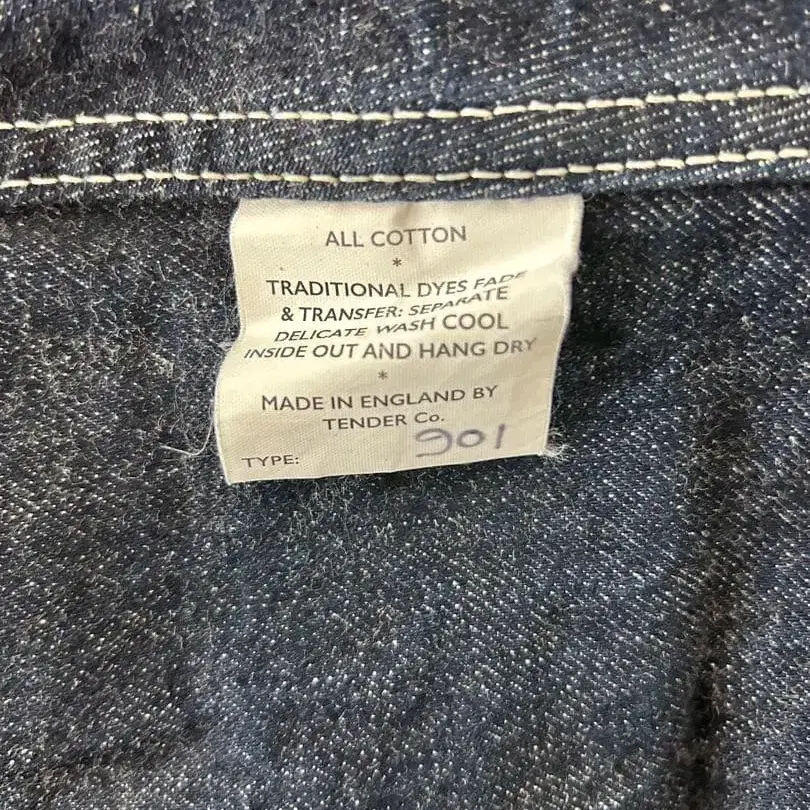 ALL COTTON
*
TRADITIONAL DYES FADE
& TRANSFER: SEPARATE
DELICATE WASH COOL
INSIDE OUT AND HANG DRY
*
MADE IN ENGLAND BY
TENDER Co.
TYPE: 901